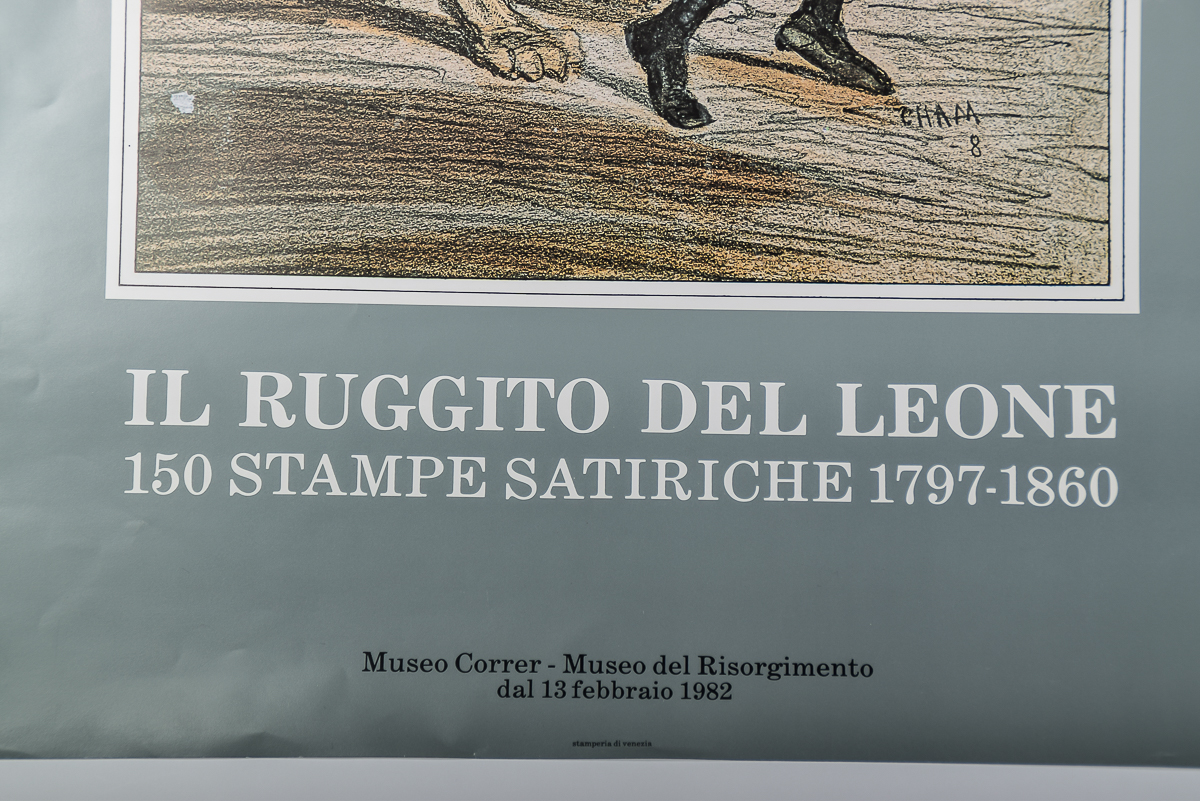 CHAM
8
IL RUGGITO DEL LEONE
150 STAMPE SATIRICHE 1797-1860
Museo Correr - Museo del Risorgimento
dal 13 febbraio 1982
stamperia di venezia